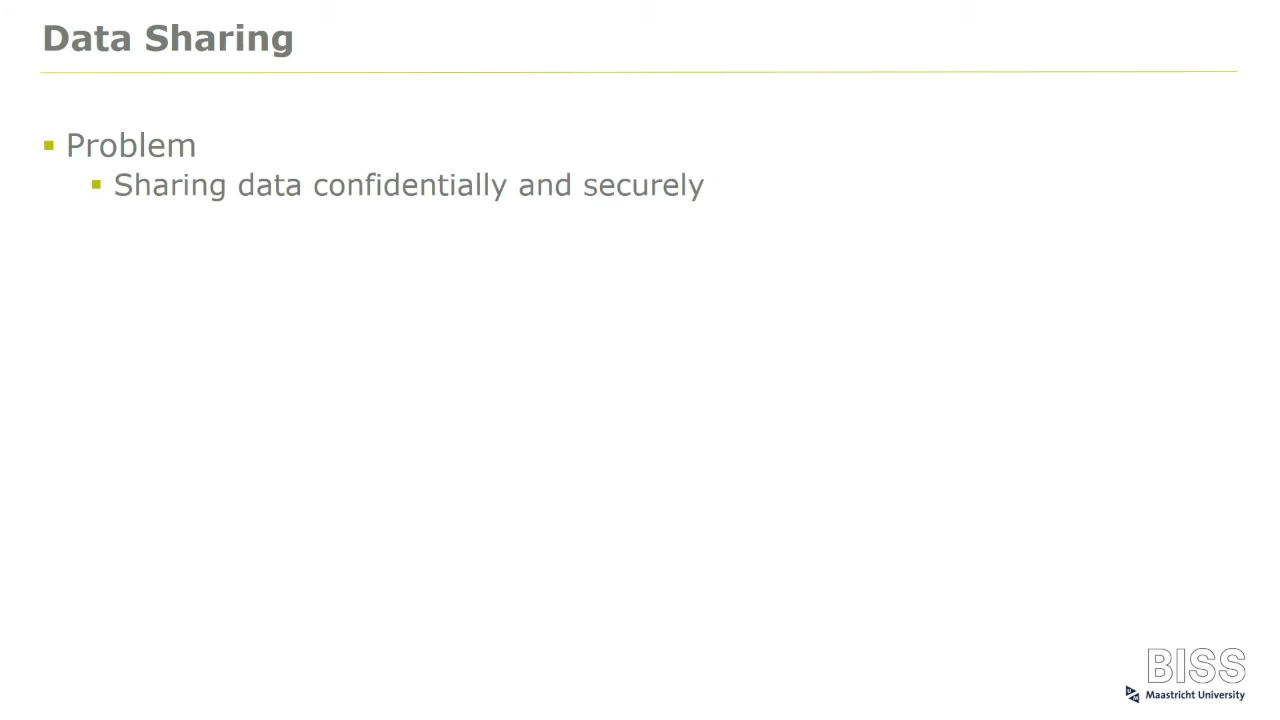 Data Sharing
Problem
Sharing data confidentially and securely
BISS
Maastricht University